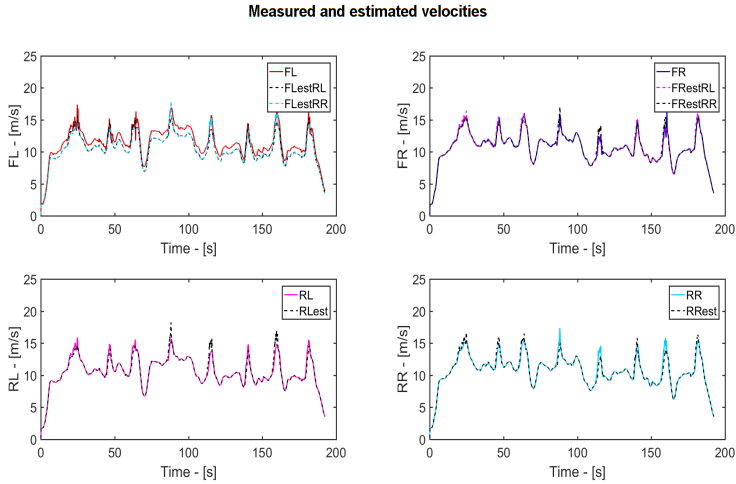 Measured and estimated velocities
25
20
15
10
5
0
FL - [m/s]
FL
FLestRL
FLestRR
0
50
100
150
200
Time - [s]
25
20
15
10
5
0
FR - [m/s]
FR
FRestRL
FRestRR
0
50
100
150
200
Time - [s]
25
20
15
10
5
0
RL - [m/s]
RL
RLest
0
50
100
150
200
Time - [s]
25
20
15
10
5
0
RR - [m/s]
RR
RRest
0
50
100
150
200
Time - [s]